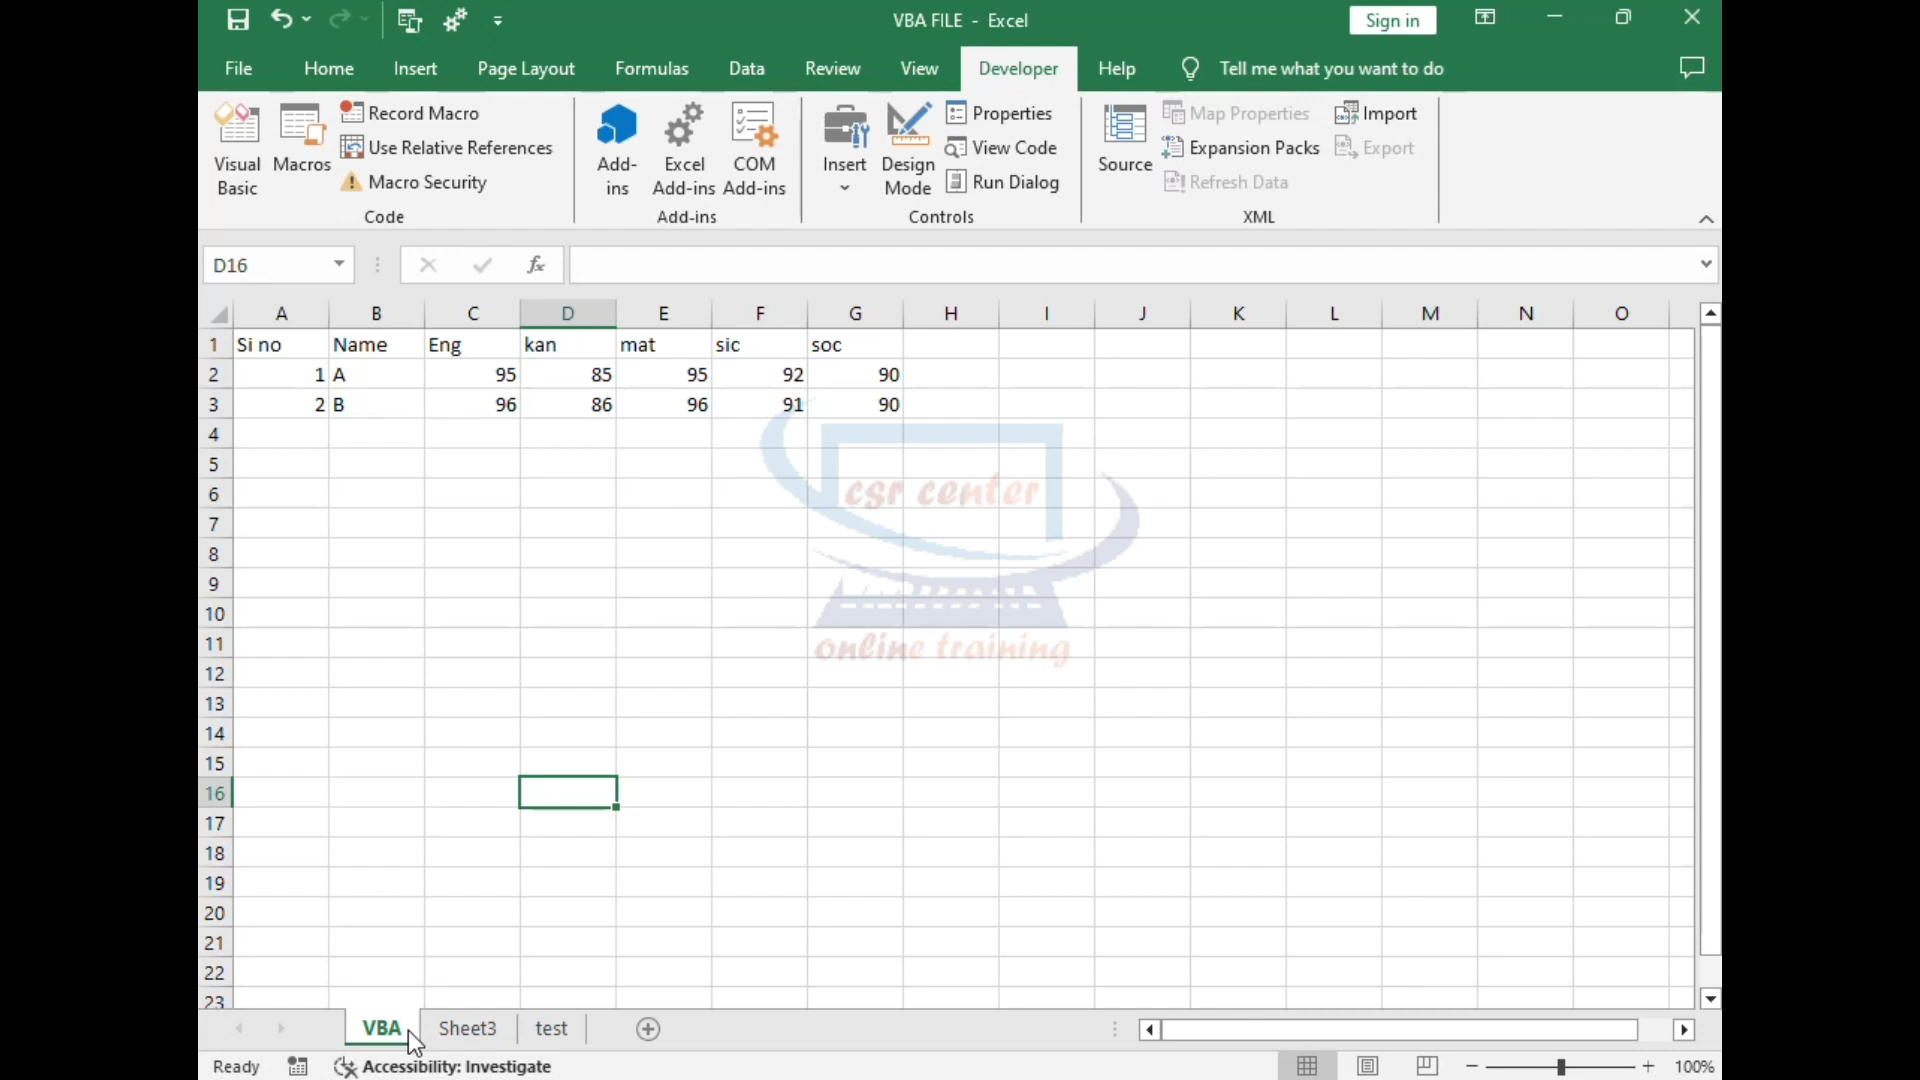 VBA FILE - Excel
Sign in
File Home Insert Page Layout Formulas Data Review View Developer Help Tell me what you want to do
Visual Basic
Macros
Record Macro
Use Relative References
Macro Security
Code
Add-ins
Excel Add-ins
COM Add-ins
Add-ins
Insert
Design Mode
Properties
View Code
Run Dialog
Controls
Source
Map Properties
Expansion Packs
Refresh Data
Import
Export
XML
D16
fx
A B C D E F G H I J K L M N O
1 Si no Name Eng kan mat sic soc
2 1 A 95 85 95 92 90
3 2 B 96 86 96 91 90
4
5
6
7
8
9
10
11
12
13
14
15
16
17
18
19
20
21
22
23
csr center
online training
VBA Sheet3 test
Ready Accessibility: Investigate 100%